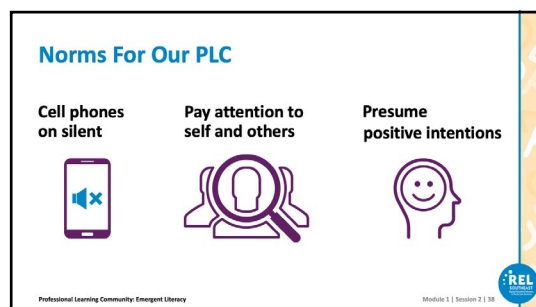 Norms For Our PLC
Cell phones
on silent
Pay attention to
self and others
Presume
positive intentions
Professional Learning Community: Emergent Literacy
Module 1 | Session 2 | 38
REL
SOUTHEAST